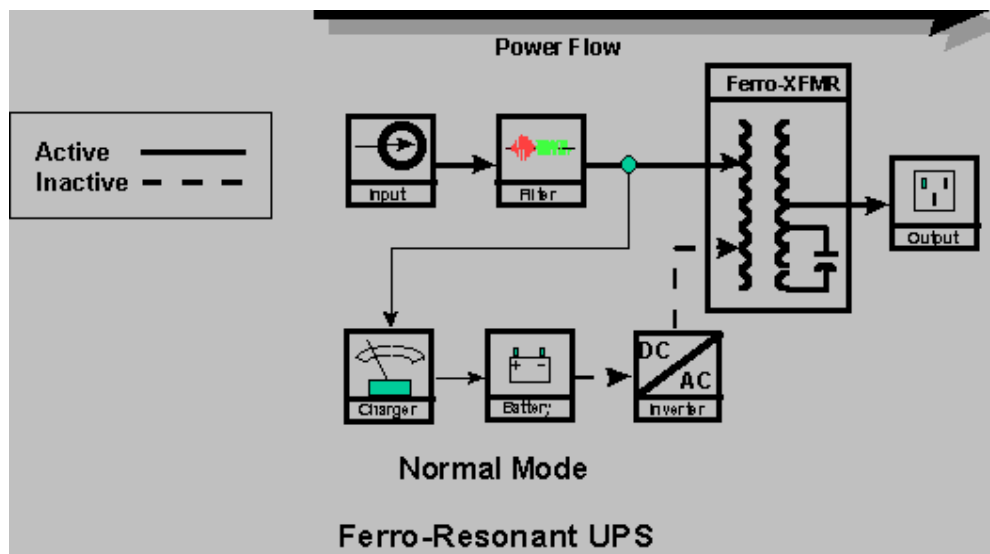 Power Flow
Ferro-XFMR
Active
Inactive
Input
Filter
Output
DC
AC
Charger
Battery
Inverter
Normal Mode
Ferro-Resonant UPS